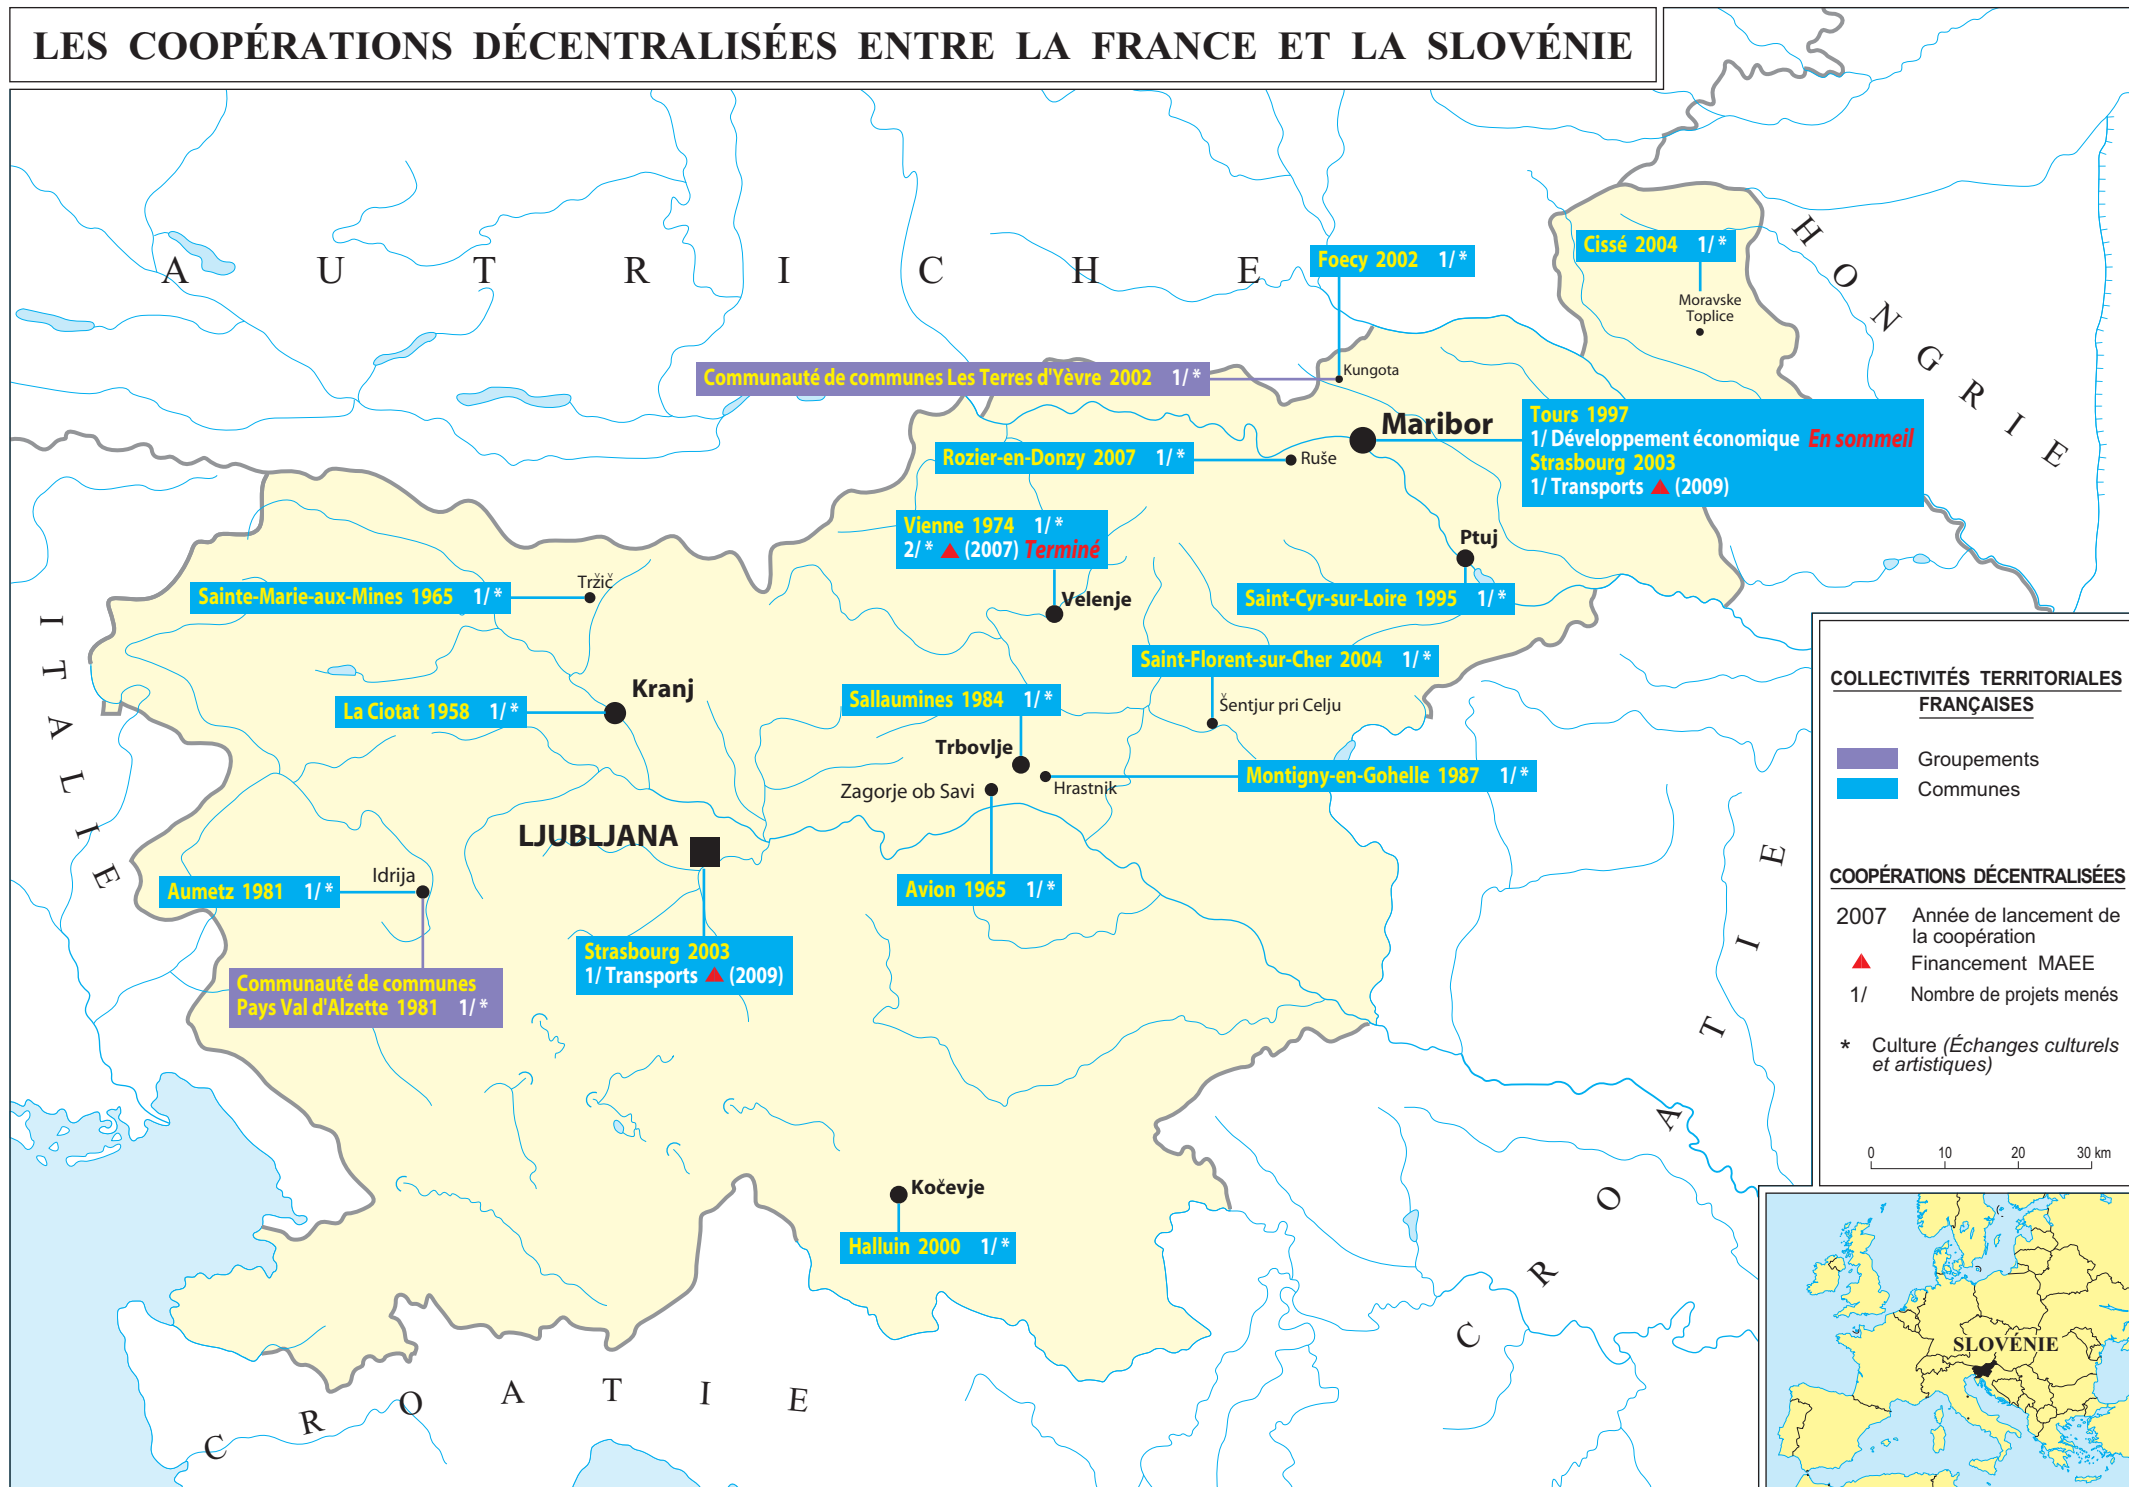 LES COOPÉRATIONS DÉCENTRALISÉES ENTRE LA FRANCE ET LA SLOVÉNIE
AUTRICHE
HONGRIE
ITALIE
CROATIE
CROATIE
Cissé 2004 1/ *
Moravske
Toplice
Foecy 2002 1/ *
Communauté de communes Les Terres d'Yèvre 2002 1/ *
Kungota
Maribor
Tours 1997
1/ Développement économique En sommeil
Strasbourg 2003
1/ Transports ▲ (2009)
Rozier-en-Donzy 2007 1/ *
Ruše
Vienne 1974 1/ *
2/ * ▲ (2007) Terminé
Velenje
Ptuj
Saint-Cyr-sur-Loire 1995 1/ *
Sainte-Marie-aux-Mines 1965 1/ *
Tržič
Saint-Florent-sur-Cher 2004 1/ *
Šentjur pri Celju
La Ciotat 1958 1/ *
Kranj
Sallaumines 1984 1/ *
Trbovlje
Hrastnik
Montigny-en-Gohelle 1987 1/ *
Zagorje ob Savi
Avion 1965 1/ *
LJUBLJANA
Strasbourg 2003
1/ Transports ▲ (2009)
Idrija
Aumetz 1981 1/ *
Communauté de communes
Pays Val d'Alzette 1981 1/ *
Kočevje
Halluin 2000 1/ *
COLLECTIVITÉS TERRITORIALES
FRANÇAISES
Groupements
Communes
COOPÉRATIONS DÉCENTRALISÉES
2007 Année de lancement de
la coopération
▲ Financement MAEE
1/ Nombre de projets menés
* Culture (Échanges culturels
et artistiques)
0 10 20 30 km
SLOVÉNIE